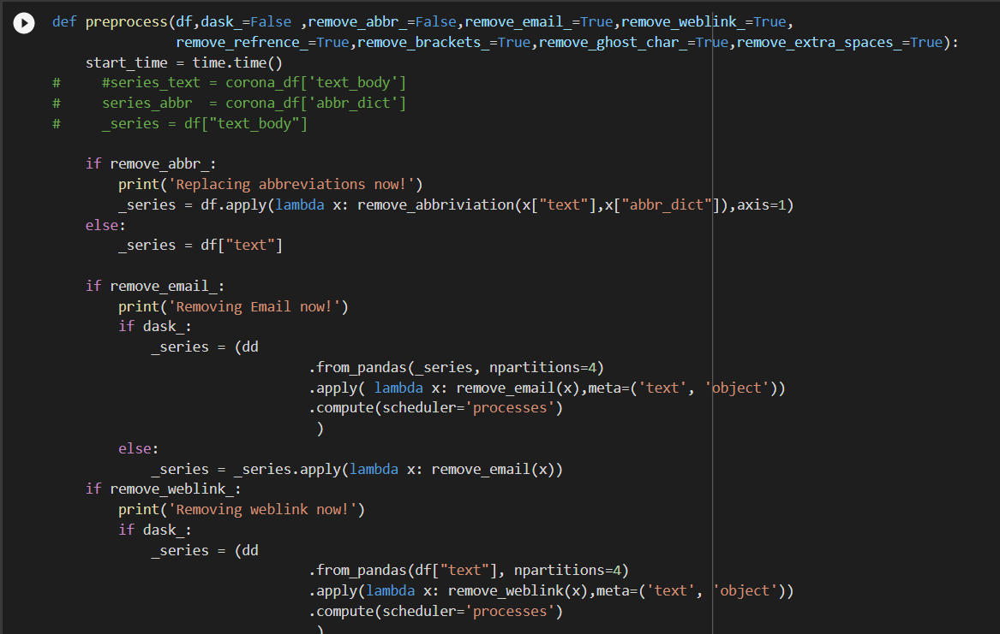 def preprocess(df,dask_=False ,remove_abbr_=False,remove_email_=True,remove_weblink_=True,
remove_refrence_=True,remove_brackets_=True,remove_ghost_char_=True,remove_extra_spaces_=True):
start_time = time.time()
# #series_text = corona_df['text_body']
# series_abbr = corona_df['abbr_dict']
# _series = df["text_body"]
if remove_abbr_:
print('Replacing abbreviations now!')
_series = df.apply(lambda x: remove_abbriviation(x["text"],x["abbr_dict"]),axis=1)
else:
_series = df["text"]
if remove_email_:
print('Removing Email now!')
if dask_:
_series = (dd
.from_pandas(_series, npartitions=4)
.apply( lambda x: remove_email(x),meta=('text', 'object'))
.compute(scheduler='processes')
)
else:
_series = _series.apply(lambda x: remove_email(x))
if remove_weblink_:
print('Removing weblink now!')
if dask_:
_series = (dd
.from_pandas(df["text"], npartitions=4)
.apply(lambda x: remove_weblink(x),meta=('text', 'object'))
.compute(scheduler='processes')
)